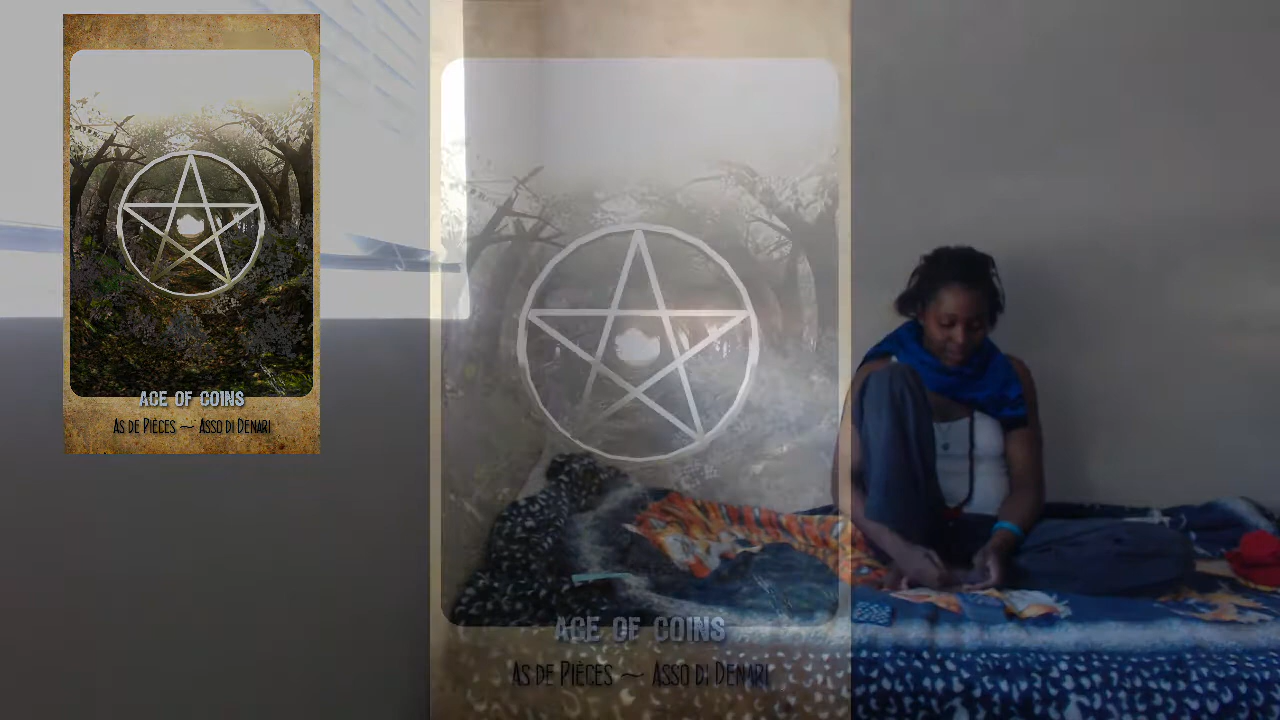 ACE OF COINS
AS DE PIÈCES ~ ASSO DI DENARI
ACE OF COINS
AS DE PIÈCES ~ ASSO DI DENARI